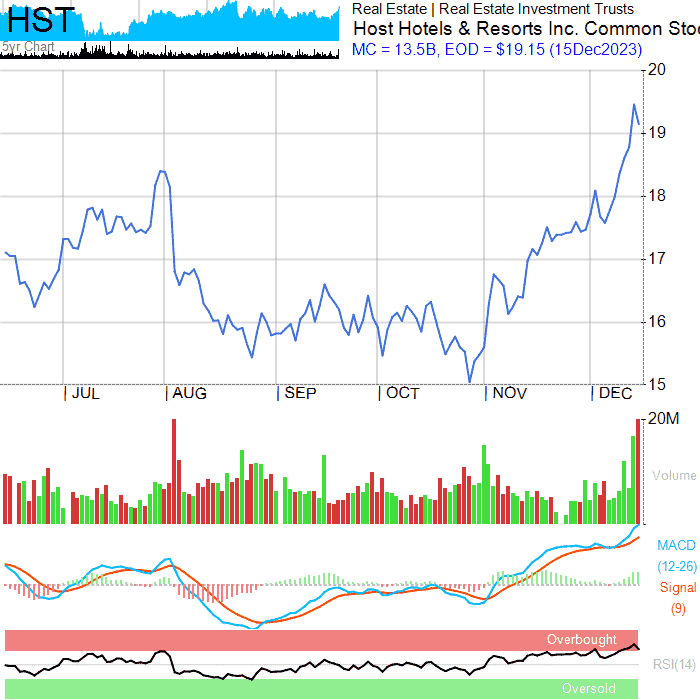 HST
5yr Chart
Real Estate | Real Estate Investment Trusts
Host Hotels & Resorts Inc. Common Stoc
MC = 13.5B, EOD = $19.15 (15Dec2023)
20
19
18
17
16
15
| JUL | AUG | SEP | OCT | NOV | DEC
20M
Volume
MACD
(12-26)
Signal
(9)
Overbought
RSI(14)
Oversold